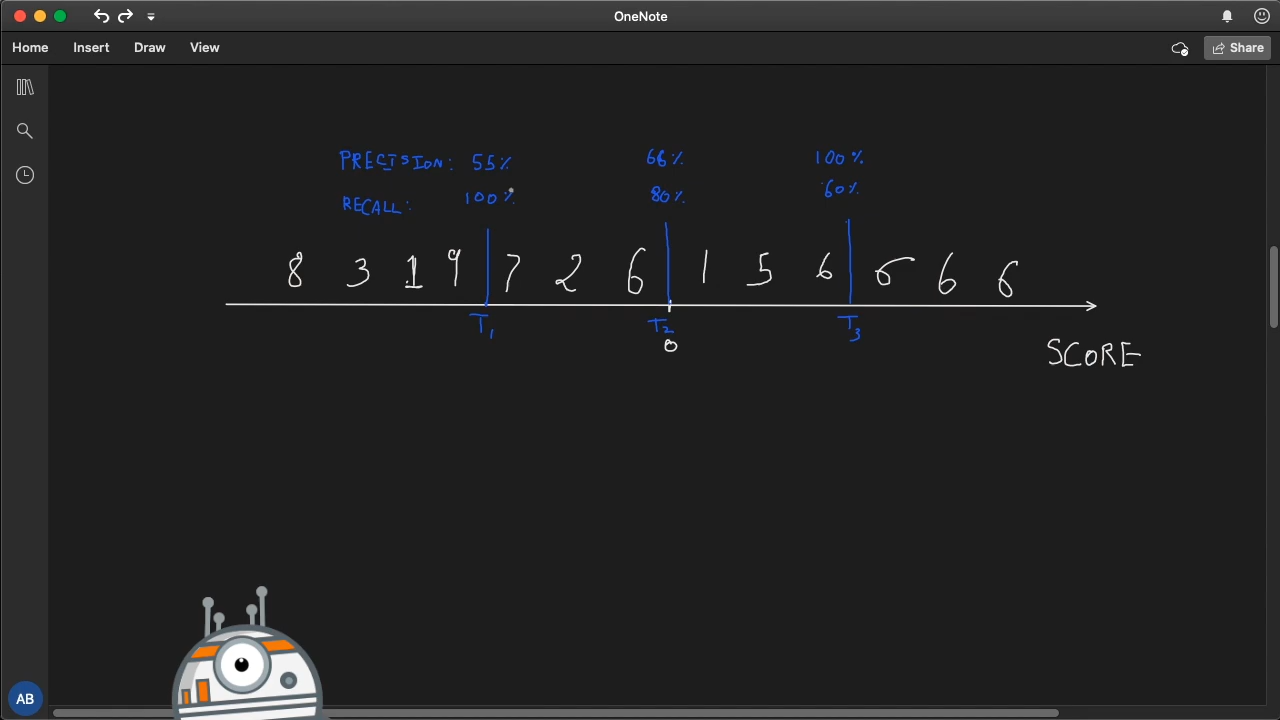 OneNote
Home Insert Draw View Share
PRECISION: 55% 66% 100%
RECALL: 100% 80% 60%
8 3 1 9 7 2 6 1 5 6 6 6 6
T1 T2 T3
0
SCORE
AB